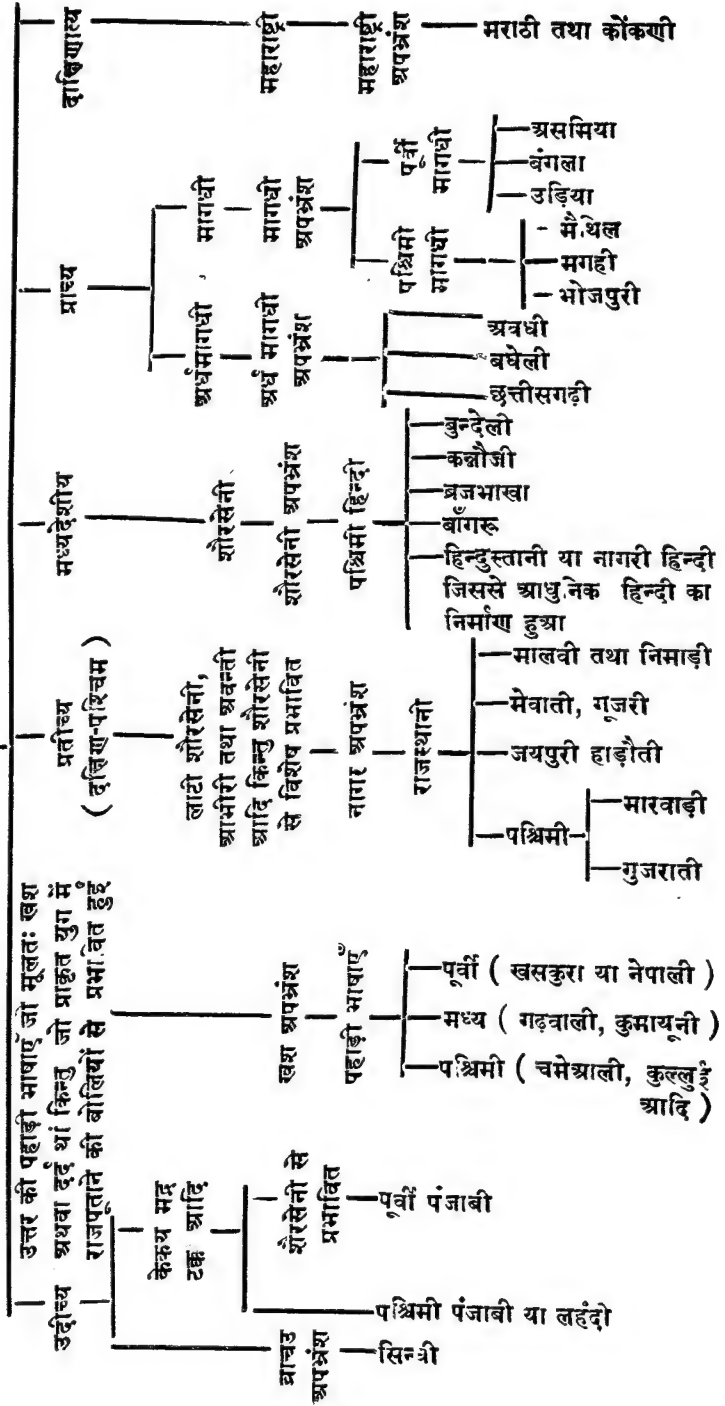 दाक्षिणात्य
महाराष्ट्री
महाराष्ट्री
अपभ्रंश
मराठी तथा कोंकणी
प्राच्य
मागधी
मागधी
अपभ्रंश
पूर्वी
मागधी
असमिया
बंगला
उड़िया
पश्चिमी
मागधी
मैथिल
मगही
भोजपुरी
अर्धमागधी
अर्ध मागधी
अपभ्रंश
अवधी
बघेली
छत्तीसगढ़ी
मध्यदेशीय
शौरसेनी
शौरसेनी अपभ्रंश
पश्चिमी हिन्दी
बुन्देली
कन्नौजी
ब्रजभाखा
बाँगरू
हिन्दुस्तानी या नागरी हिन्दी
जिससे आधुनिक हिन्दी का
निर्माण हुआ
प्रतीच्य
( दक्षिण-पश्चिम )
लाटी शौरसेनी,
आभीरी तथा अवन्ती
आदि किन्तु शौरसेनी
से विशेष प्रभावित
नागर अपभ्रंश
राजस्थानी
मालवी तथा निमाड़ी
मेवाती, गूजरी
जयपुरी हाड़ौती
पश्चिमी
मारवाड़ी
गुजराती
उत्तर की पहाड़ी भाषाएँ जो मूलतः खश
अथवा दर्द थीं किन्तु जो प्राकृत युग में
राजपूताने की बोलियों से प्रभावित हुई
खश अपभ्रंश
पहाड़ी भाषाएँ
पूर्वी ( खसकुरा या नेपाली )
मध्य ( गढ़वाली, कुमायूनी )
पश्चिमी ( चमेआली, कुल्लुई
आदि )
उदीच्य
केकय मद्र
टक्क आदि
शौरसेनी से
प्रभावित
पूर्वी पंजाबी
पश्चिमी पंजाबी या लहंदी
ब्राचड
अपभ्रंश
सिन्धी